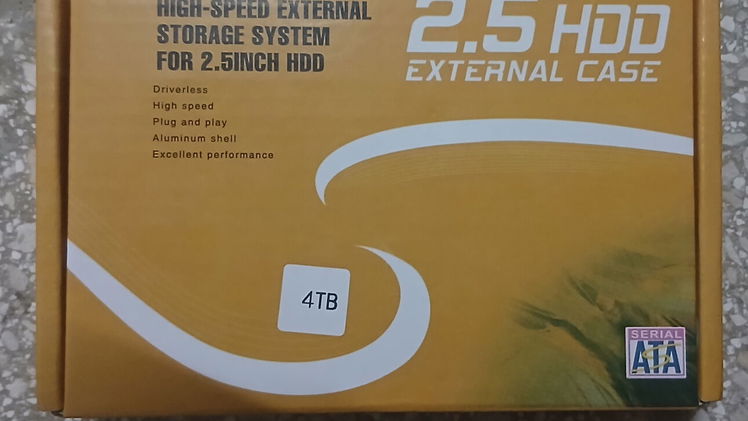 HIGH-SPEED EXTERNAL
STORAGE SYSTEM
FOR 2.5INCH HDD
2.5 HDD
EXTERNAL CASE
Driverless
High speed
Plug and play
Aluminum shell
Excellent performance
4TB
SERIAL
ATA